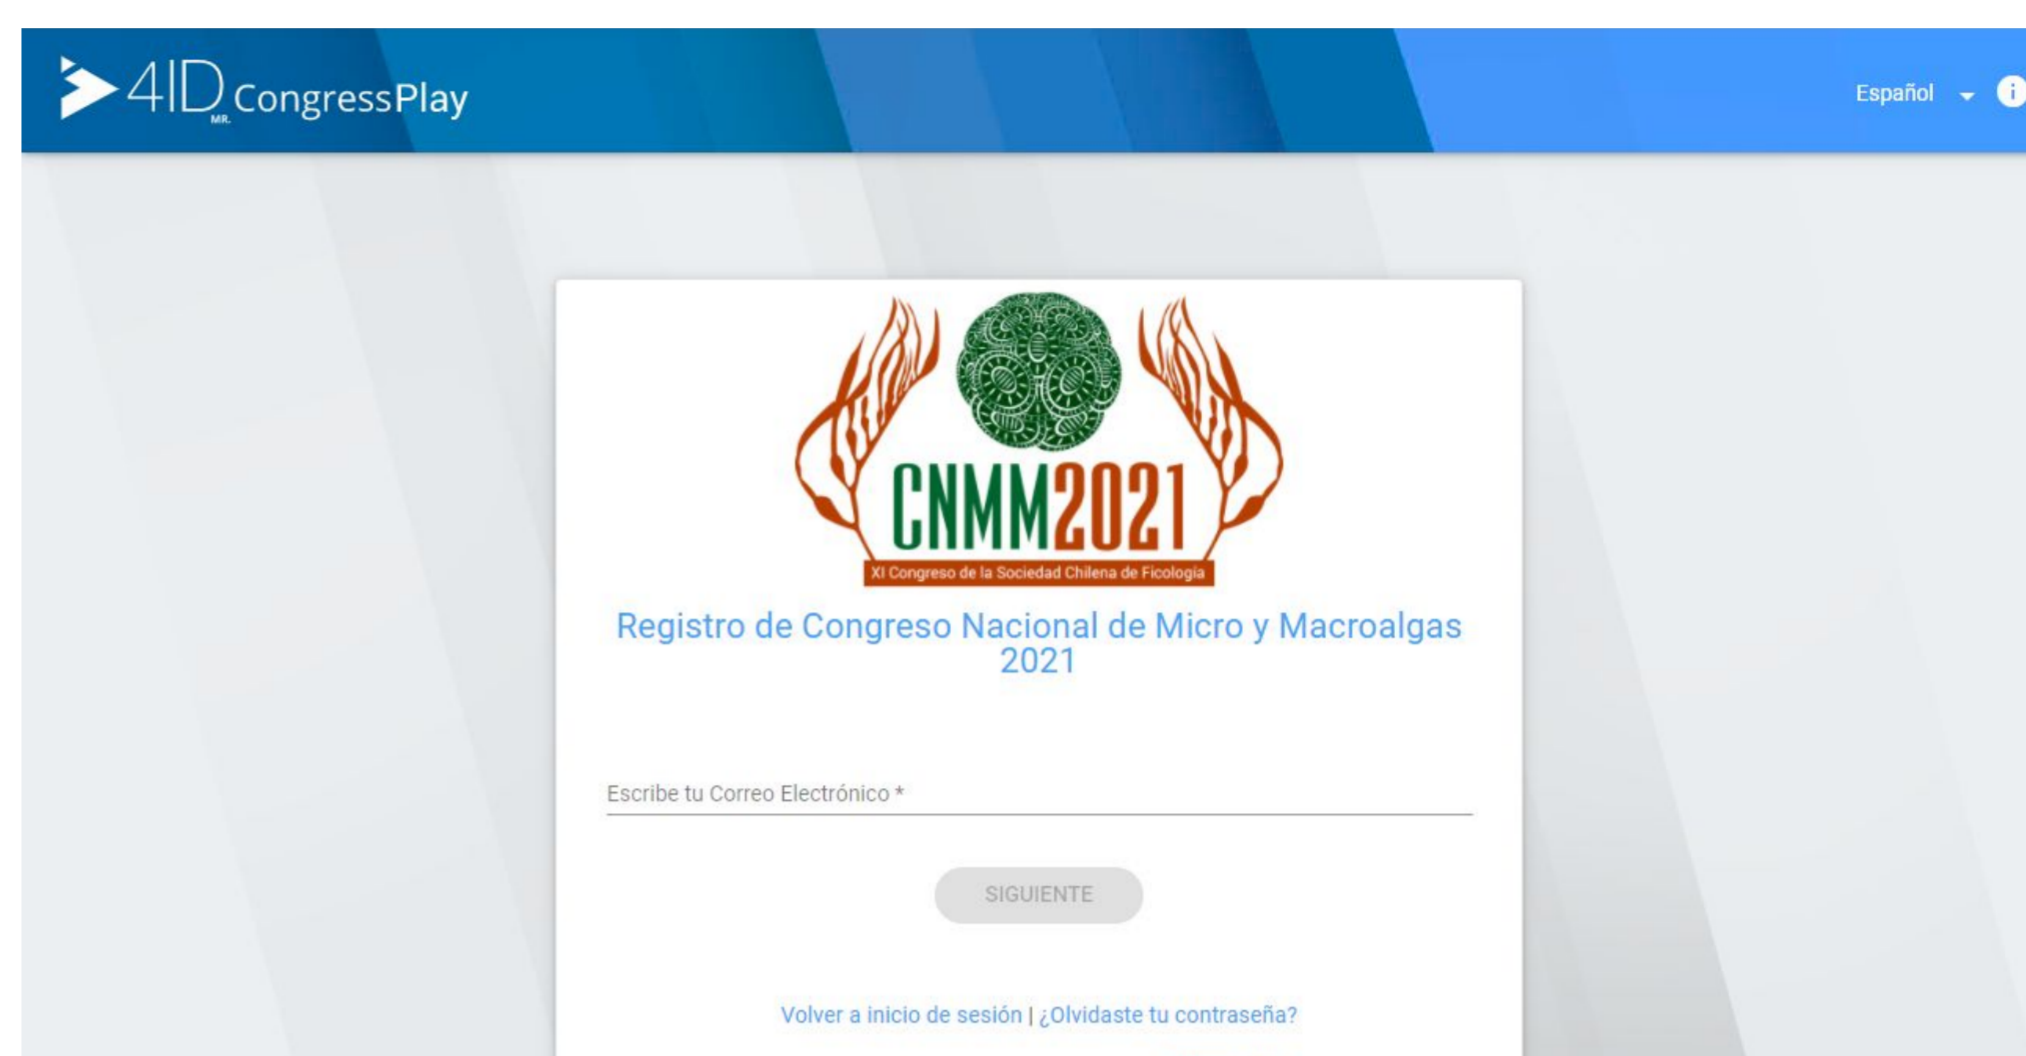 4ID MR. CongressPlay
Español
CNMM2021
XI Congreso de la Sociedad Chilena de Ficología
Registro de Congreso Nacional de Micro y Macroalgas
2021
Escribe tu Correo Electrónico *
SIGUIENTE
Volver a inicio de sesión | ¿Olvidaste tu contraseña?